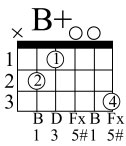 B+
× ○ ○
1 ①
2 ②
3 ④
B D Fx B Fx
1 3 5# 1 5#